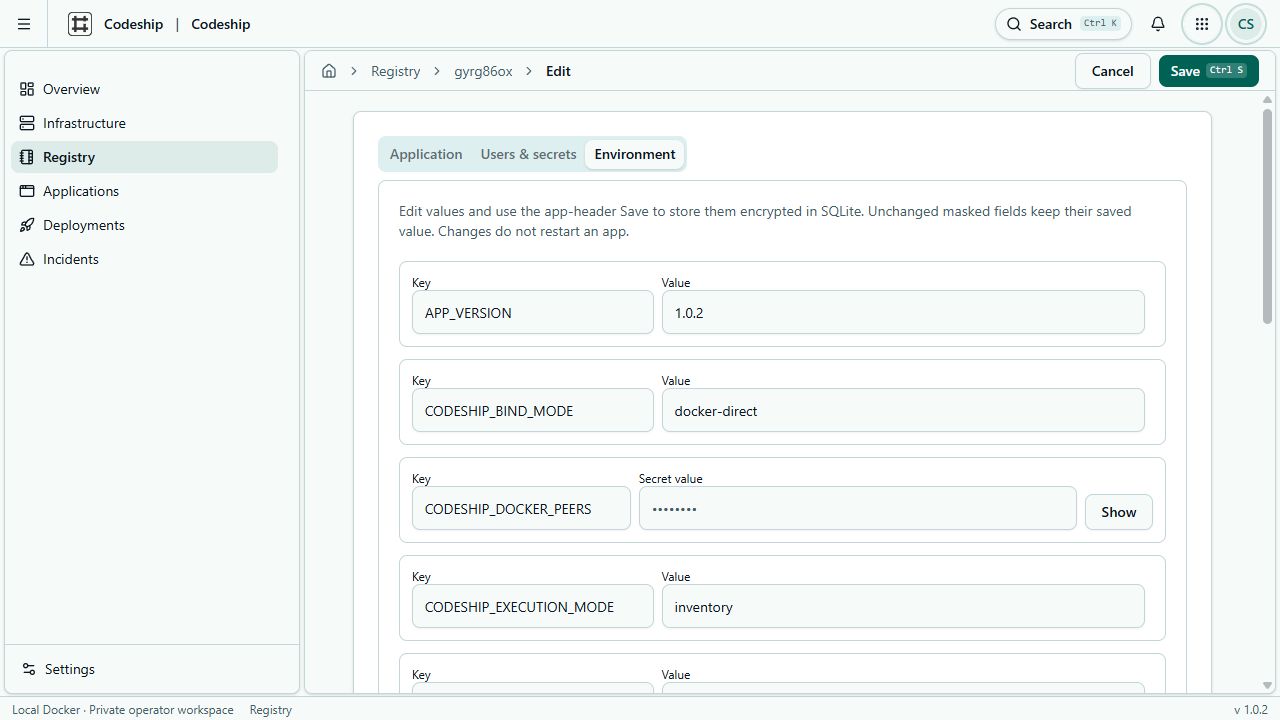 Codeship | Codeship
Search Ctrl K
CS
Overview
Infrastructure
Registry
Applications
Deployments
Incidents
Settings
Registry
Edit
Cancel
Save Ctrl S
Application
Users & secrets
Environment
Edit values and use the app-header Save to store them encrypted in SQLite. Unchanged masked fields keep their saved
value. Changes do not restart an app.
Key
Value
APP_VERSION
1.0.2
Key
Value
CODESHIP_BIND_MODE
docker-direct
Key
Secret value
CODESHIP_DOCKER_PEERS
••••••••
Show
Key
Value
CODESHIP_EXECUTION_MODE
inventory
Key
Value
Local Docker · Private operator workspace
Registry
v 1.0.2